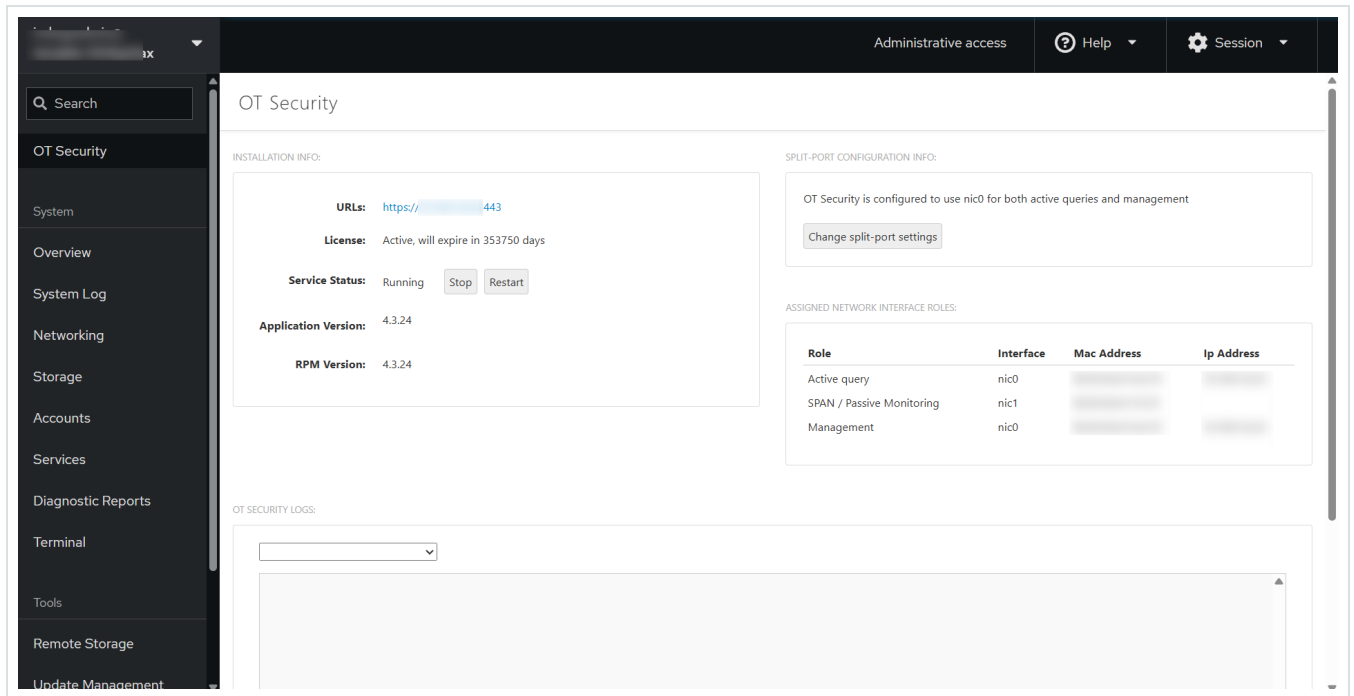 Administrative access
Help
Session
Search
OT Security
System
Overview
System Log
Networking
Storage
Accounts
Services
Diagnostic Reports
Terminal
Tools
Remote Storage
Update Management
OT Security
INSTALLATION INFO:
URLs: https:// 443
License: Active, will expire in 353750 days
Service Status: Running Stop Restart
Application Version: 4.3.24
RPM Version: 4.3.24
SPLIT-PORT CONFIGURATION INFO:
OT Security is configured to use nic0 for both active queries and management
Change split-port settings
ASSIGNED NETWORK INTERFACE ROLES:
Role Interface Mac Address Ip Address
Active query nic0
SPAN / Passive Monitoring nic1
Management nic0
OT SECURITY LOGS: